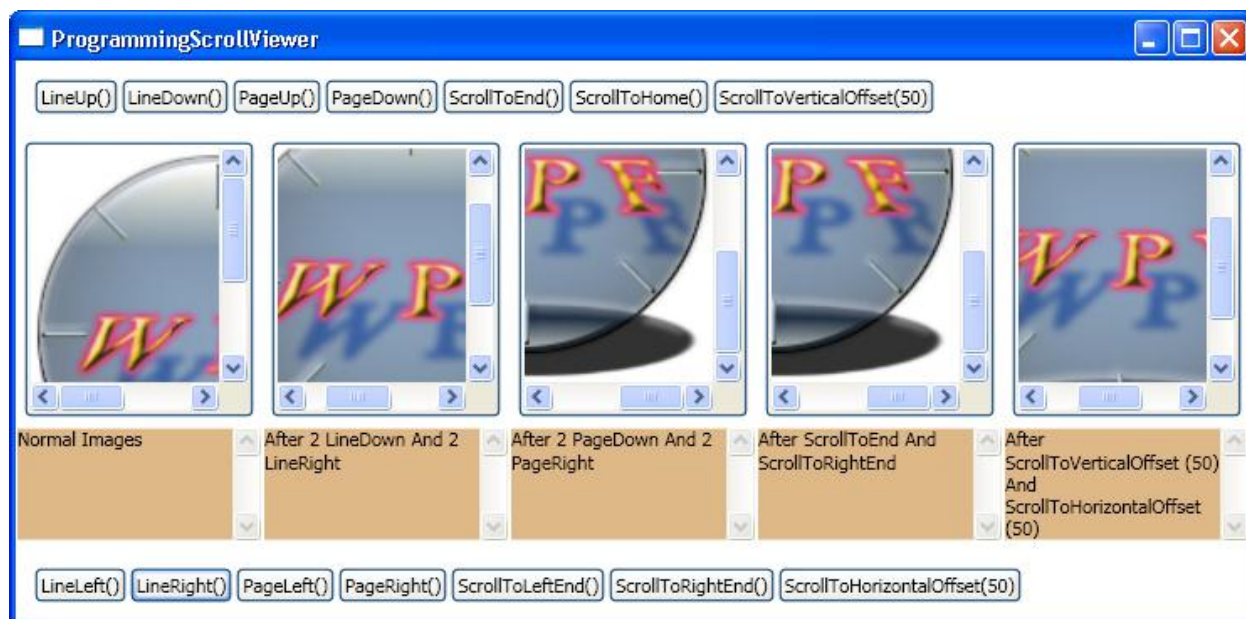 ProgrammingScrollViewer
LineUp() LineDown() PageUp() PageDown() ScrollToEnd() ScrollToHome() ScrollToVerticalOffset(50)
W W P P F P F W P
Normal Images
After 2 LineDown And 2
LineRight
After 2 PageDown And 2
PageRight
After ScrollToEnd And
ScrollToRightEnd
After
ScrollToVerticalOffset (50)
And
ScrollToHorizontalOffset
(50)
LineLeft() LineRight() PageLeft() PageRight() ScrollToLeftEnd() ScrollToRightEnd() ScrollToHorizontalOffset(50)